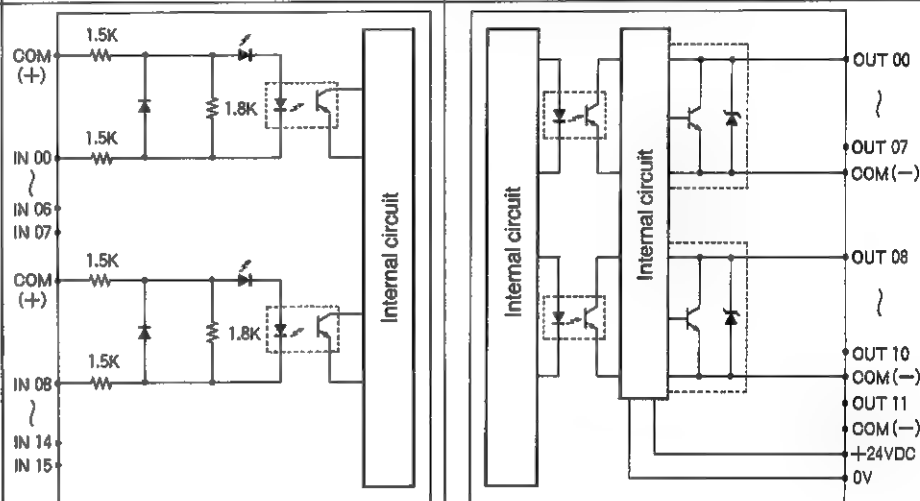 1.5K
COM
(+)
1.8K
1.5K
IN 00
IN 06
IN 07
1.5K
COM
(+)
1.8K
1.5K
IN 08
IN 14
IN 15
Internal circuit
Internal circuit
Internal circuit
OUT 00
OUT 07
COM(—)
OUT 08
OUT 10
COM(—)
OUT 11
COM(—)
+24VDC
0V